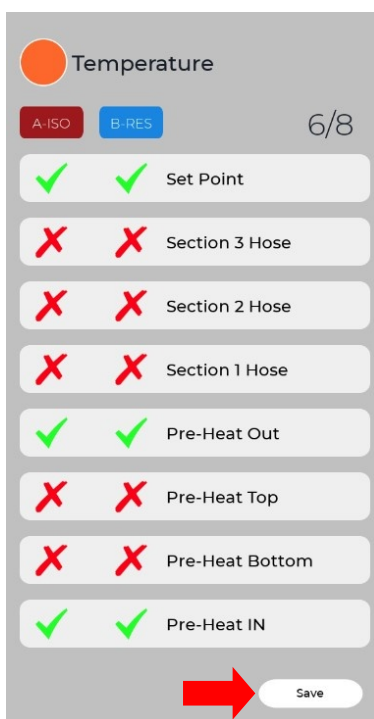 Temperature
A-ISO B-RES 6/8
Set Point
Section 3 Hose
Section 2 Hose
Section 1 Hose
Pre-Heat Out
Pre-Heat Top
Pre-Heat Bottom
Pre-Heat IN
Save